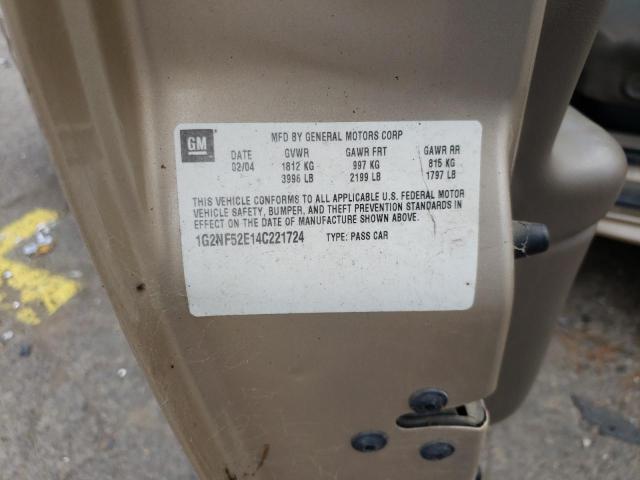 GM
MFD BY GENERAL MOTORS CORP
DATE GVWR GAWR FRT GAWR RR
02/04 1812 KG 997 KG 815 KG
3996 LB 2199 LB 1797 LB
THIS VEHICLE CONFORMS TO ALL APPLICABLE U.S. FEDERAL MOTOR
VEHICLE SAFETY, BUMPER, AND THEFT PREVENTION STANDARDS IN
EFFECT ON THE DATE OF MANUFACTURE SHOWN ABOVE.
1G2NF52E14C221724 TYPE: PASS CAR